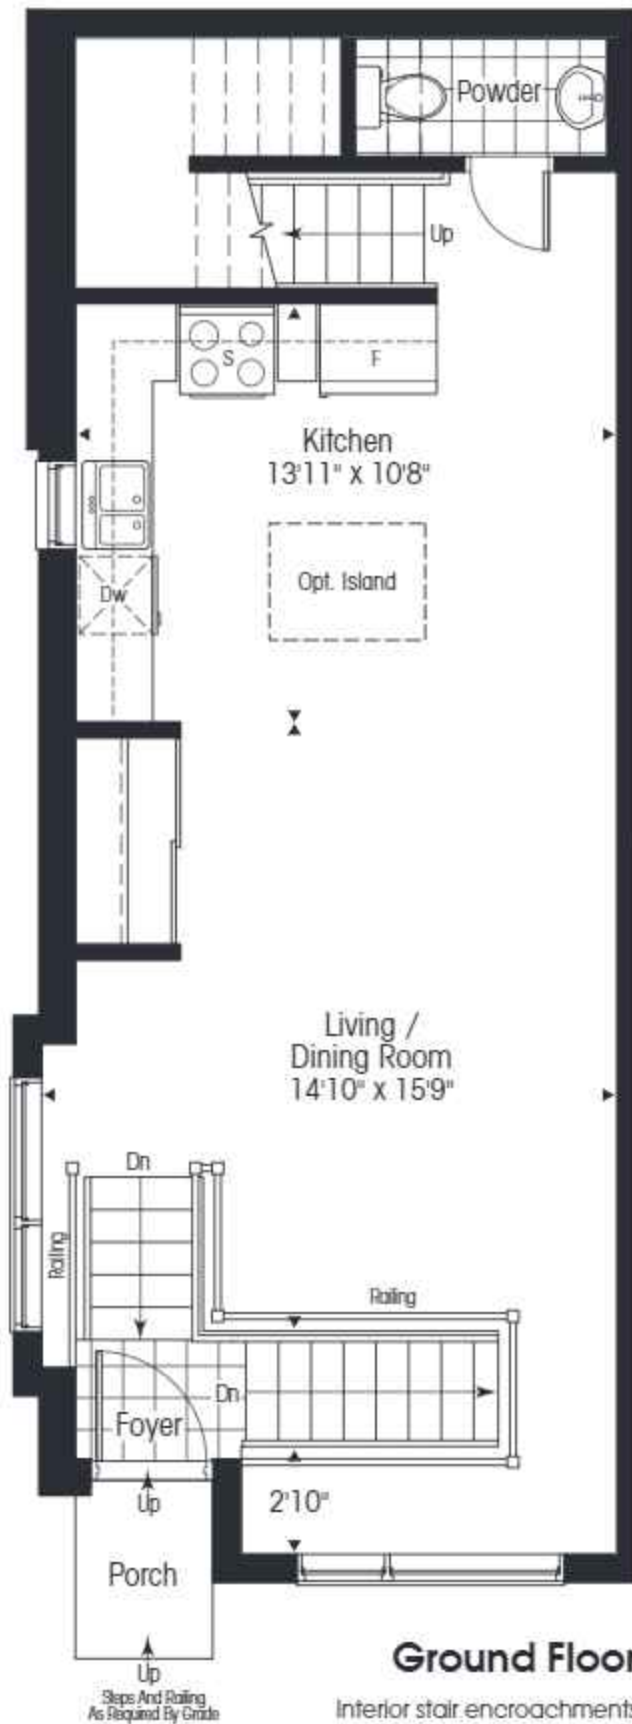 Powder
Up
S
F
Kitchen
13'11" x 10'8"
Opt. Island
Dw
Living /
Dining Room
14'10" x 15'9"
Dn
Railing
Railing
Dn
Foyer
Up
2'10"
Porch
Up
Steps And Railing
As Required By Grade
Ground Floor
Interior stair encroachments